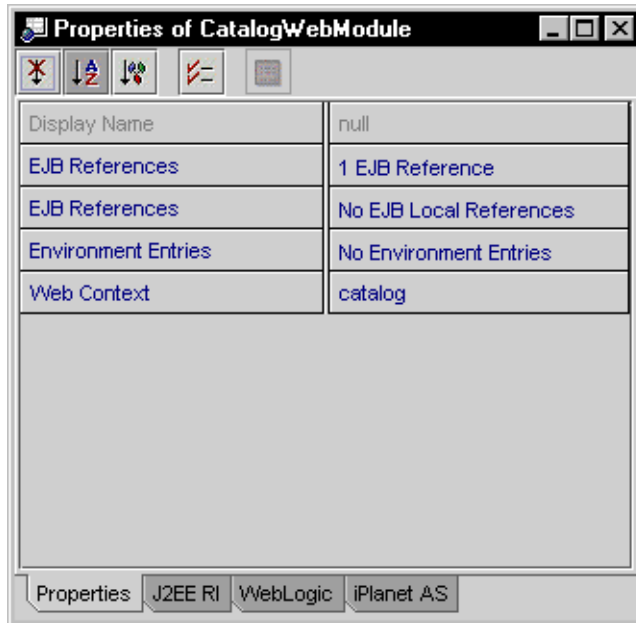 Properties of CatalogWebModule
Display Name null
EJB References 1 EJB Reference
EJB References No EJB Local References
Environment Entries No Environment Entries
Web Context catalog
Properties J2EE RI WebLogic iPlanet AS